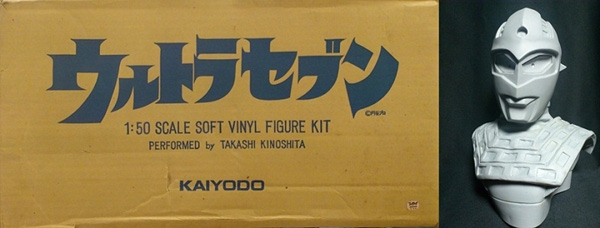 ウルトラセブン
1:50 SCALE SOFT VINYL FIGURE KIT
PERFORMED by TAKASHI KINOSHITA
KAIYODO